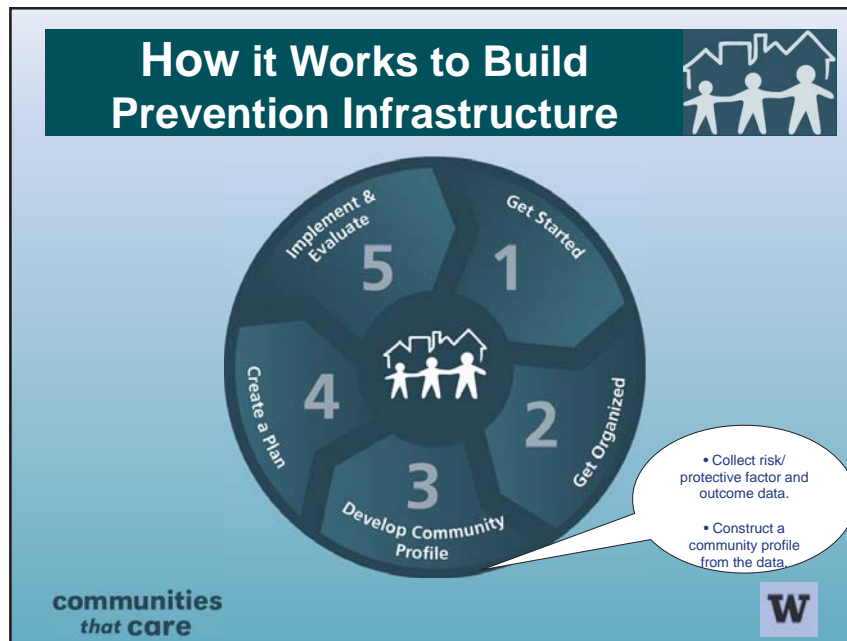 How it Works to Build
Prevention Infrastructure
Get Started
1
Get Organized
2
3
Develop Community
Profile
Create a Plan
4
Implement &
Evaluate
5
• Collect risk/
protective factor and
outcome data.
• Construct a
community profile
from the data.
communities
that care
W